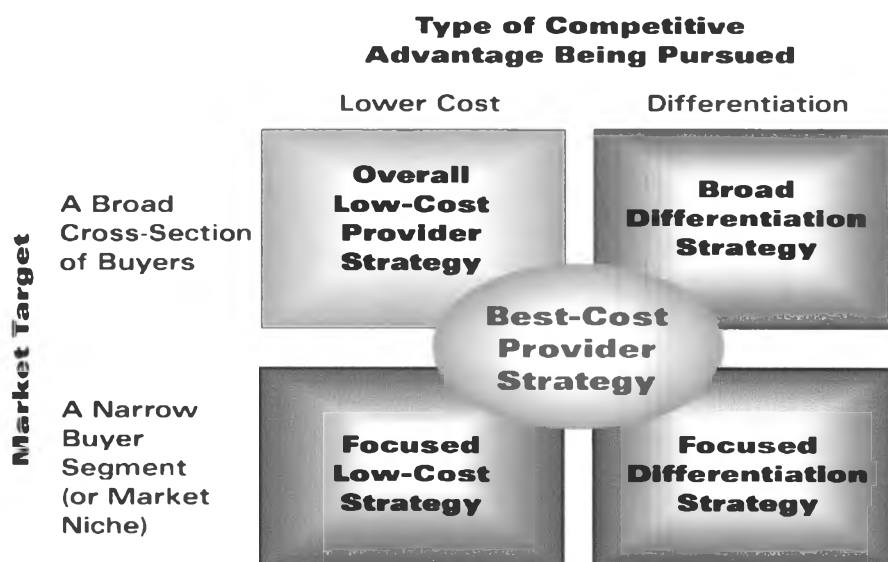 Type of Competitive
Advantage Being Pursued
Lower Cost
Differentiation
Market Target
A Broad
Cross-Section
of Buyers
Overall
Low-Cost
Provider
Strategy
Broad
Differentiation
Strategy
Best-Cost
Provider
Strategy
A Narrow
Buyer
Segment
(or Market
Niche)
Focused
Low-Cost
Strategy
Focused
Differentiation
Strategy